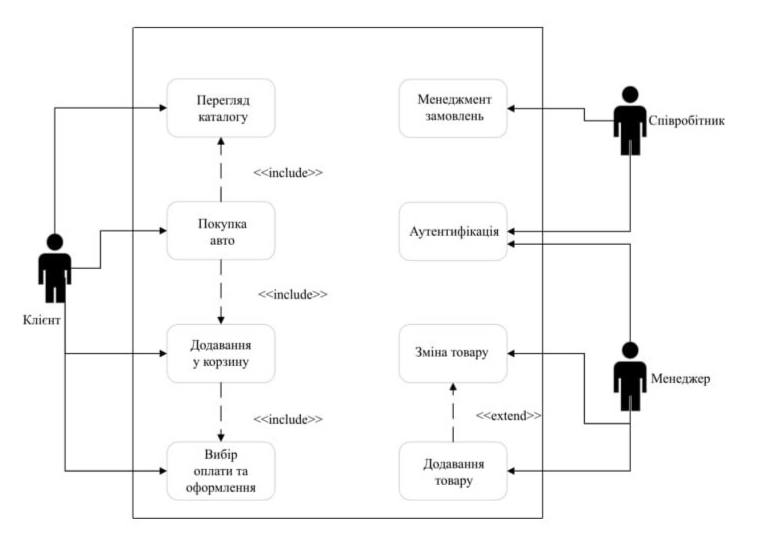 Перегляд
каталогу
Менеджмент
замовлень
Співробітник
<<include>>
Покупка
авто
Аутентифікація
<<include>>
Клієнт
Додавання
у корзину
Зміна товару
Менеджер
<<include>>
<<extend>>
Вибір
оплати та
оформлення
Додавання
товару